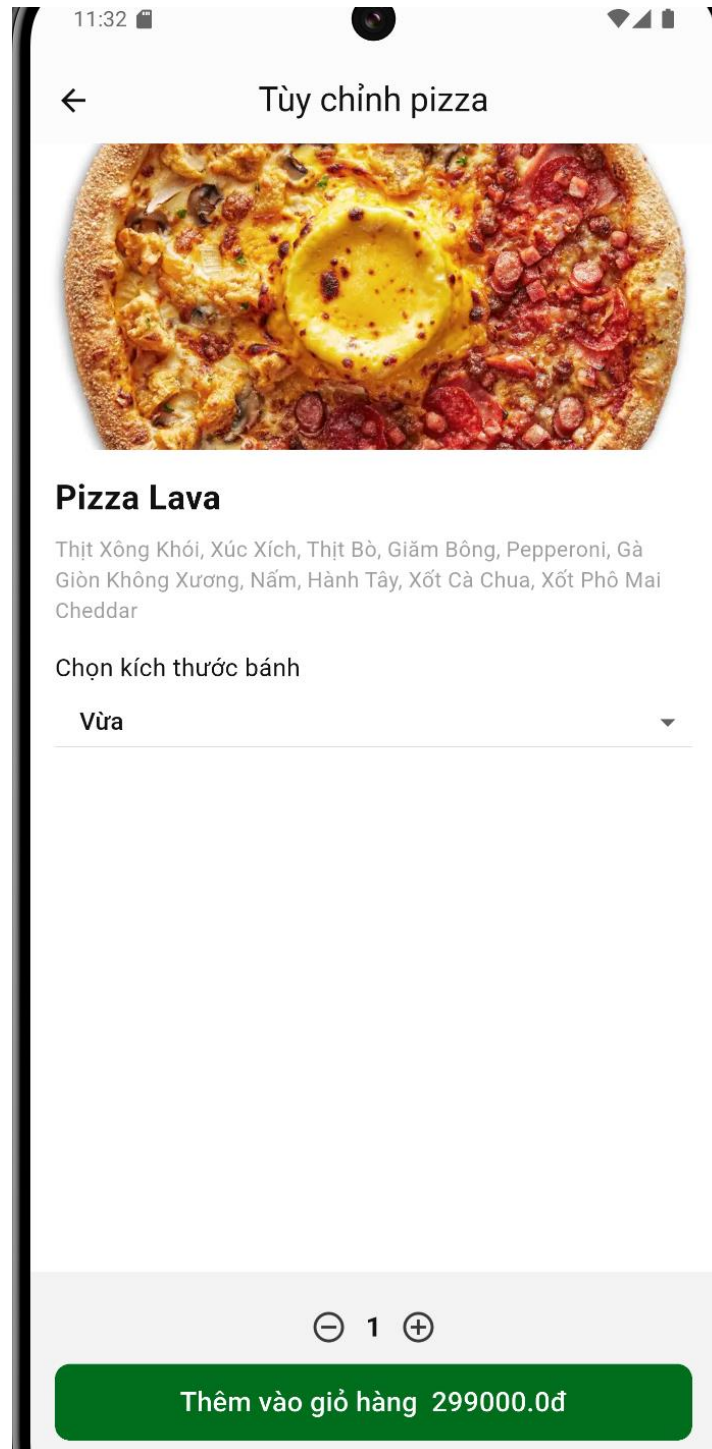 11:32
Tùy chỉnh pizza
Pizza Lava
Thịt Xông Khói, Xúc Xích, Thịt Bò, Giăm Bông, Pepperoni, Gà
Giòn Không Xương, Nấm, Hành Tây, Xốt Cà Chua, Xốt Phô Mai
Cheddar
Chọn kích thước bánh
Vừa
1
Thêm vào giỏ hàng 299000.0đ